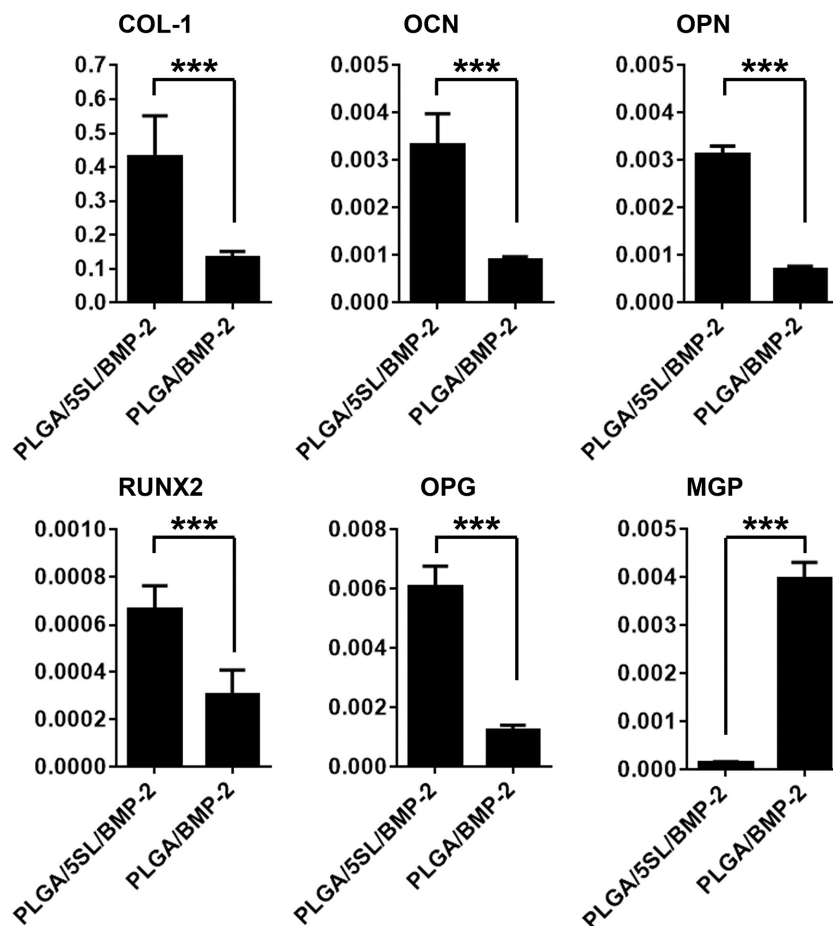 COL-1
***
0.7
0.6
0.5
0.4
0.3
0.2
0.1
0.0
PLGA/5SL/BMP-2
PLGA/BMP-2
OCN
***
0.005
0.004
0.003
0.002
0.001
0.000
PLGA/5SL/BMP-2
PLGA/BMP-2
OPN
***
0.005
0.004
0.003
0.002
0.001
0.000
PLGA/5SL/BMP-2
PLGA/BMP-2
RUNX2
***
0.0010
0.0008
0.0006
0.0004
0.0002
0.0000
PLGA/5SL/BMP-2
PLGA/BMP-2
OPG
***
0.008
0.006
0.004
0.002
0.000
PLGA/5SL/BMP-2
PLGA/BMP-2
MGP
***
0.005
0.004
0.003
0.002
0.001
0.000
PLGA/5SL/BMP-2
PLGA/BMP-2